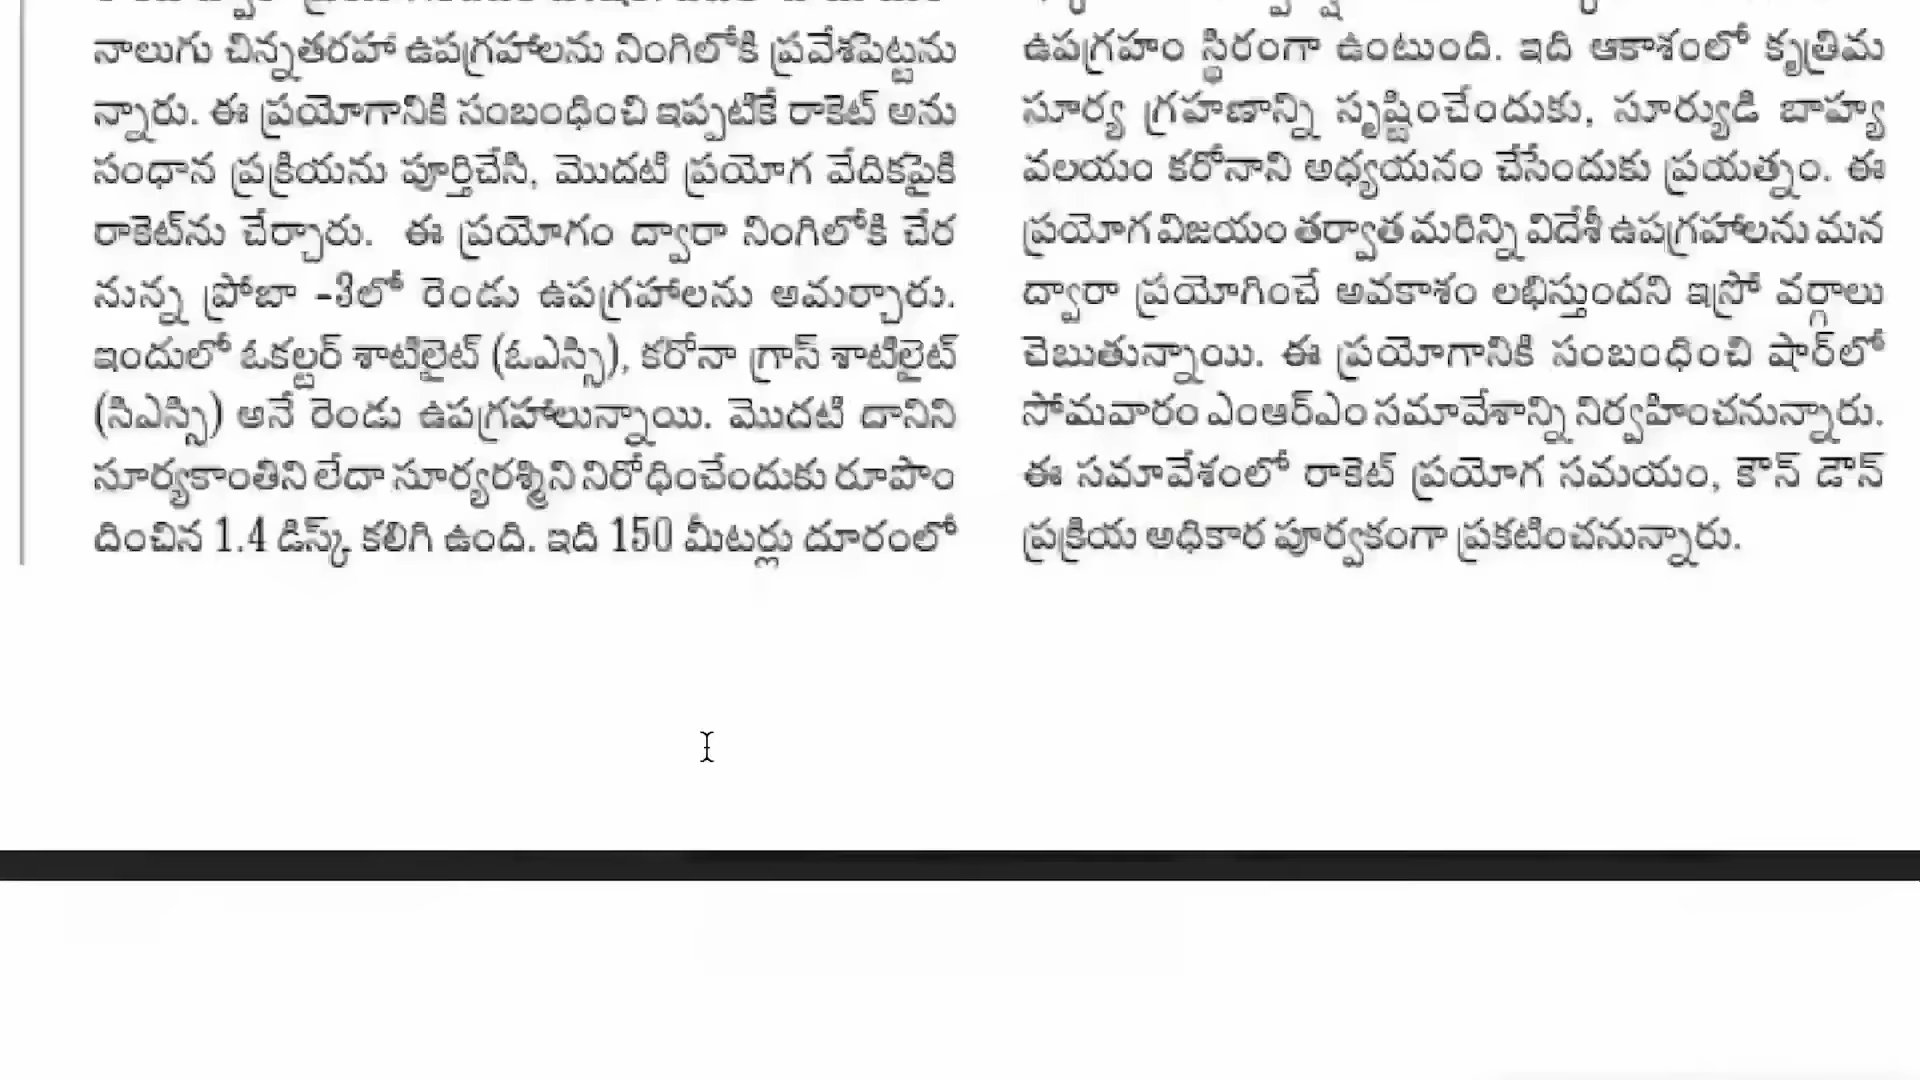 నాలుగు చిన్నతరహా ఉపగ్రహాలను నింగిలోకి ప్రవేశపెట్టను
న్నారు. ఈ ప్రయోగానికి సంబంధించి ఇప్పటికే రాకెట్ అను
సంధాన ప్రక్రియను పూర్తిచేసి, మొదటి ప్రయోగ వేదికపైకి
రాకెట్‌ను చేర్చారు. ఈ ప్రయోగం ద్వారా నింగిలోకి చేర
నున్న ప్రోబా -3లో రెండు ఉపగ్రహాలను అమర్చారు.
ఇందులో ఓకల్టర్ శాటిలైట్ (ఓఎస్సి), కరోనా గ్రాస్ శాటిలైట్
(సిఎస్సి) అనే రెండు ఉపగ్రహాలున్నాయి. మొదటి దానిని
సూర్యకాంతిని లేదా సూర్యరశ్మిని నిరోధించేందుకు రూపొం
దించిన 1.4 డిస్క్ కలిగి ఉంది. ఇది 150 మీటర్లు దూరంలో
ఉపగ్రహం స్థిరంగా ఉంటుంది. ఇది ఆకాశంలో కృత్రిమ
సూర్య గ్రహణాన్ని సృష్టించేందుకు, సూర్యుడి బాహ్య
వలయం కరోనాని అధ్యయనం చేసేందుకు ప్రయత్నం. ఈ
ప్రయోగ విజయం తర్వాత మరిన్ని విదేశీ ఉపగ్రహాలను మన
ద్వారా ప్రయోగించే అవకాశం లభిస్తుందని ఇస్రో వర్గాలు
చెబుతున్నాయి. ఈ ప్రయోగానికి సంబంధించి షార్‌లో
సోమవారం ఎంఆర్ఎం సమావేశాన్ని నిర్వహించనున్నారు.
ఈ సమావేశంలో రాకెట్ ప్రయోగ సమయం, కౌన్ డౌన్
ప్రక్రియ అధికార పూర్వకంగా ప్రకటించనున్నారు.